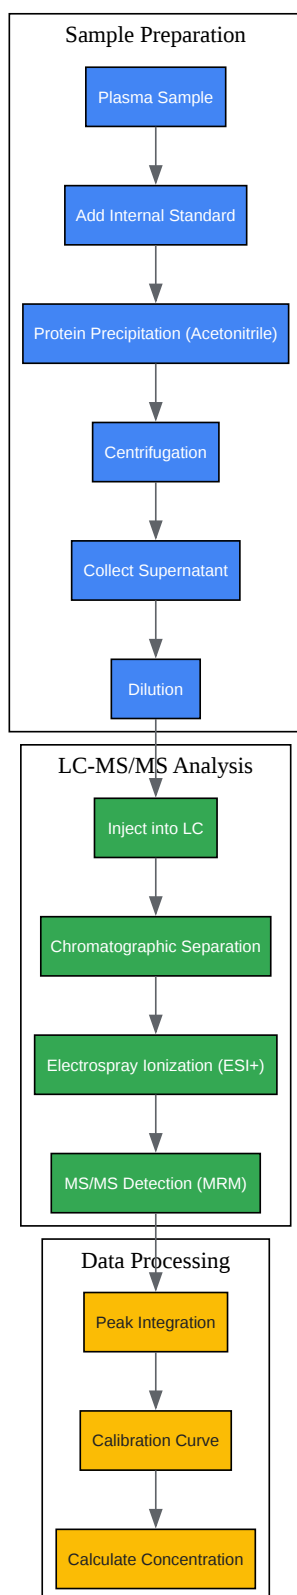 Sample Preparation
Plasma Sample
Add Internal Standard
Protein Precipitation (Acetonitrile)
Centrifugation
Collect Supernatant
Dilution
LC-MS/MS Analysis
Inject into LC
Chromatographic Separation
Electrospray Ionization (ESI+)
MS/MS Detection (MRM)
Data Processing
Peak Integration
Calibration Curve
Calculate Concentration